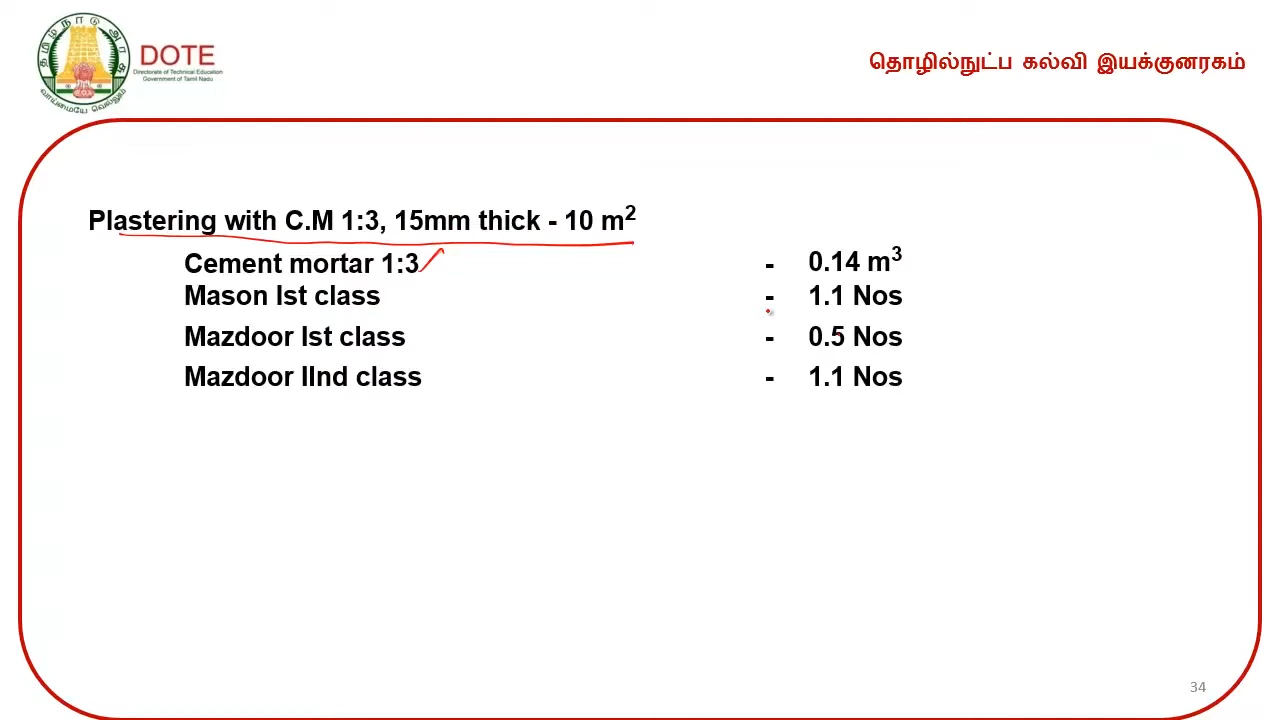 தமிழ்நாடு அரசு
வாய்மையே வெல்லும்
DOTE
Directorate of Technical Education
Government of Tamil Nadu
தொழில்நுட்ப கல்வி இயக்குனரகம்
Plastering with C.M 1:3, 15mm thick - 10 m²
Cement mortar 1:3 - 0.14 m³
Mason Ist class - 1.1 Nos
Mazdoor Ist class - 0.5 Nos
Mazdoor IInd class - 1.1 Nos
34